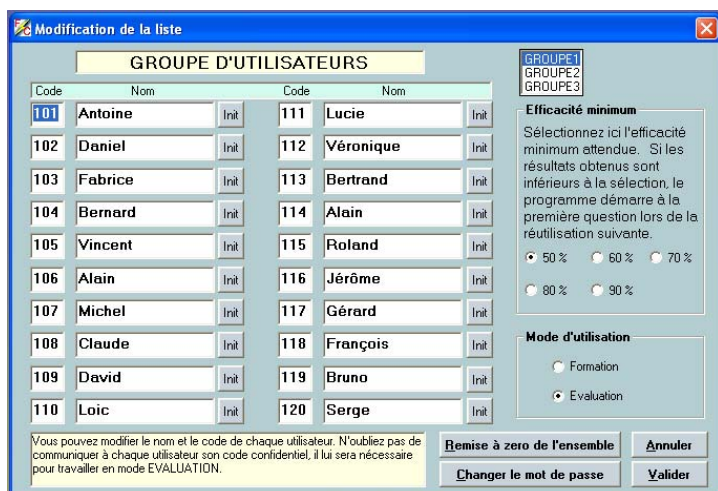 Modification de la liste
GROUPE D'UTILISATEURS
Code Nom Code Nom
101 Antoine Init 111 Lucie Init
102 Daniel Init 112 Véronique Init
103 Fabrice Init 113 Bertrand Init
104 Bernard Init 114 Alain Init
105 Vincent Init 115 Roland Init
106 Alain Init 116 Jérôme Init
107 Michel Init 117 Gérard Init
108 Claude Init 118 François Init
109 David Init 119 Bruno Init
110 Loic Init 120 Serge Init
Vous pouvez modifier le nom et le code de chaque utilisateur. N'oubliez pas de
communiquer à chaque utilisateur son code confidentiel, il lui sera nécessaire
pour travailler en mode EVALUATION.
GROUPE1
GROUPE2
GROUPE3
Efficacité minimum
Sélectionnez ici l'efficacité
minimum attendue. Si les
résultats obtenus sont
inférieurs à la sélection, le
programme démarre à la
première question lors de la
réutilisation suivante.
50 % 60 % 70 %
80 % 90 %
Mode d'utilisation
Formation
Evaluation
Remise à zero de l'ensemble Annuler
Changer le mot de passe Valider